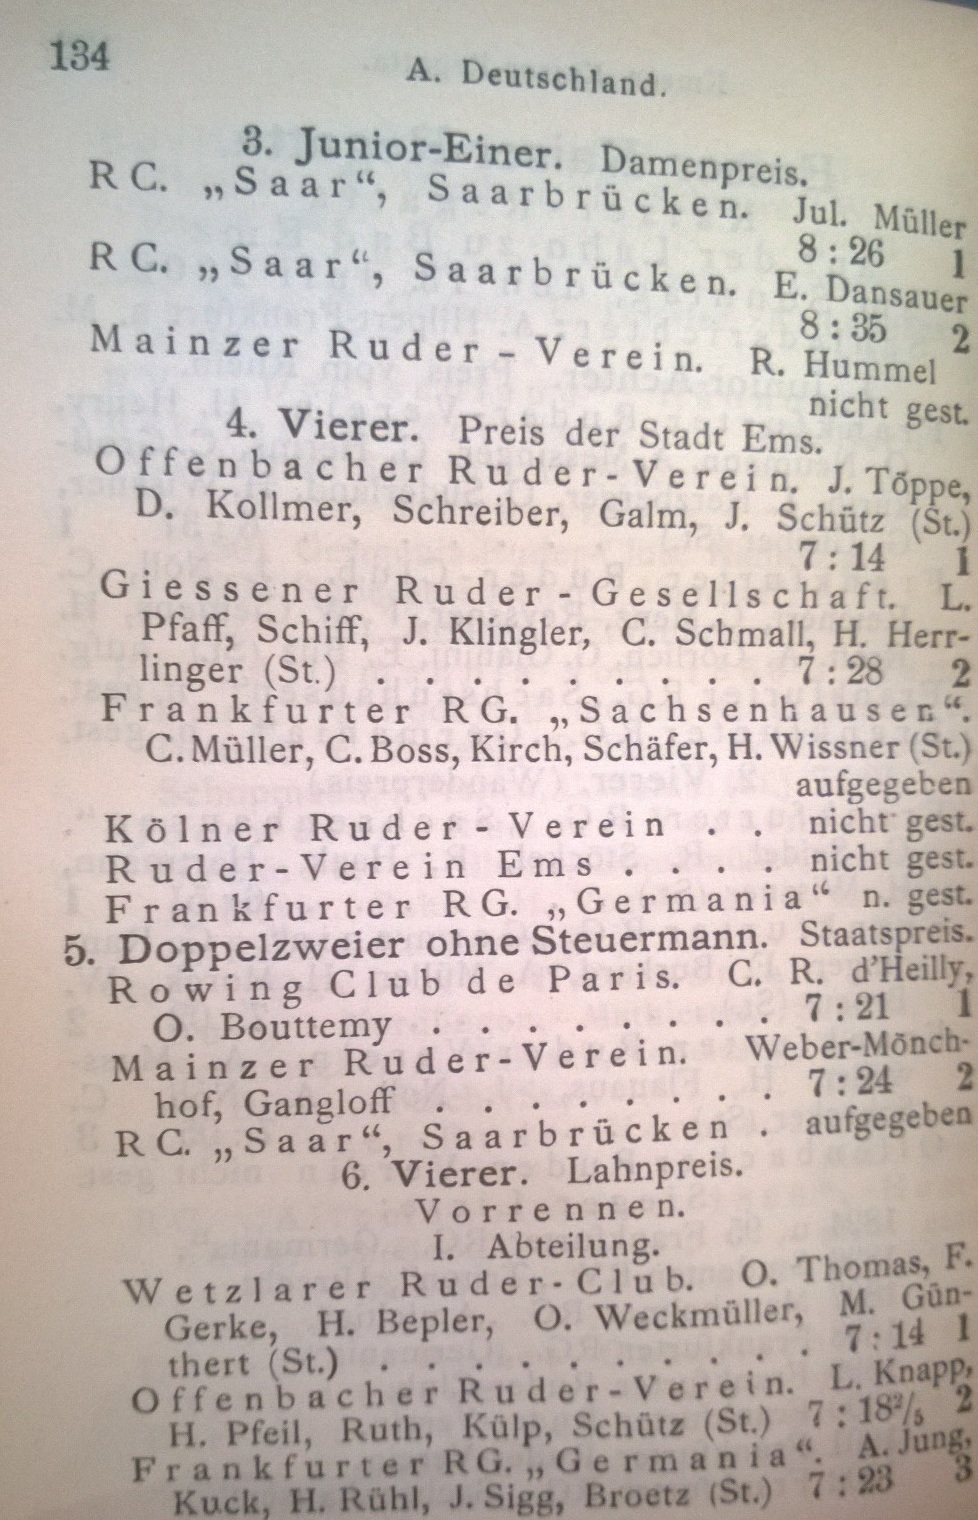 134
A. Deutschland.
3. Junior-Einer. Damenpreis.
RC. „Saar“, Saarbrücken. Jul. Müller
8 : 26 1
RC. „Saar“, Saarbrücken. E. Dansauer
8 : 35 2
Mainzer Ruder-Verein. R. Hummel
nicht gest.
4. Vierer. Preis der Stadt Ems.
Offenbacher Ruder-Verein. J. Töppe,
D. Kollmer, Schreiber, Galm, J. Schütz (St.)
7 : 14 1
Giessener Ruder-Gesellschaft. L.
Pfaff, Schiff, J. Klingler, C. Schmall, H. Herr-
linger (St.) . . . . . . . . . 7 : 28 2
Frankfurter RG. „Sachsenhausen“.
C. Müller, C. Boss, Kirch, Schäfer, H. Wissner (St.)
aufgegeben
Kölner Ruder-Verein . . nicht gest.
Ruder-Verein Ems . . . . nicht gest.
Frankfurter RG. „Germania“ n. gest.
5. Doppelzweier ohne Steuermann. Staatspreis.
Rowing Club de Paris. C. R. d'Heilly,
O. Bouttemy . . . . . . . . 7 : 21 1
Mainzer Ruder-Verein. Weber-Mönch-
hof, Gangloff . . . . . . . . 7 : 24 2
RC. „Saar“, Saarbrücken . aufgegeben
6. Vierer. Lahnpreis.
Vorrennen.
I. Abteilung.
Wetzlarer Ruder-Club. O. Thomas, F.
Gerke, H. Bepler, O. Weckmüller, M. Gün-
thert (St.) . . . . . . . . . . 7 : 14 1
Offenbacher Ruder-Verein. L. Knapp,
H. Pfeil, Ruth, Külp, Schütz (St.) 7 : 18²/₅ 2
Frankfurter RG. „Germania“. A. Jung,
Kuck, H. Rühl, J. Sigg, Broetz (St.) 7 : 23 3